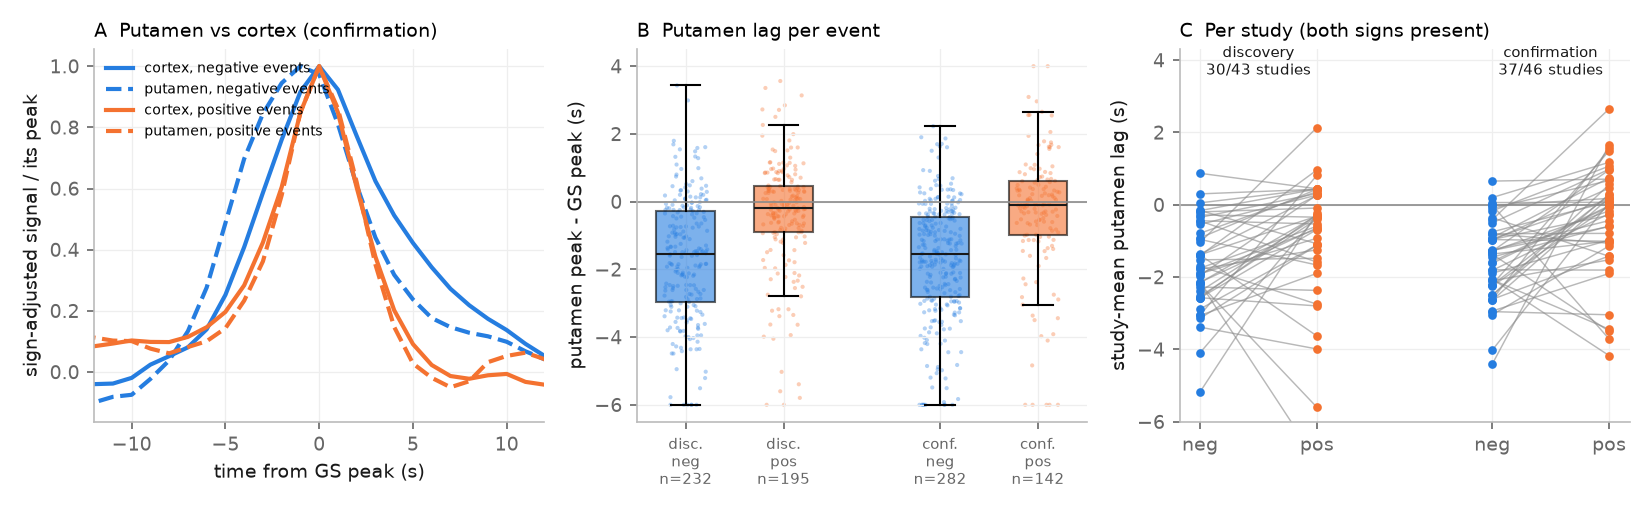 A Putamen vs cortex (confirmation)
sign-adjusted signal / its peak
1.0
0.8
0.6
0.4
0.2
0.0
cortex, negative events
putamen, negative events
cortex, positive events
putamen, positive events
−10
−5
0
5
10
time from GS peak (s)
B Putamen lag per event
putamen peak - GS peak (s)
4
2
0
−2
−4
−6
disc.
neg
n=232
disc.
pos
n=195
conf.
neg
n=282
conf.
pos
n=142
C Per study (both signs present)
study-mean putamen lag (s)
4
2
0
−2
−4
−6
discovery
30/43 studies
confirmation
37/46 studies
neg
pos
neg
pos